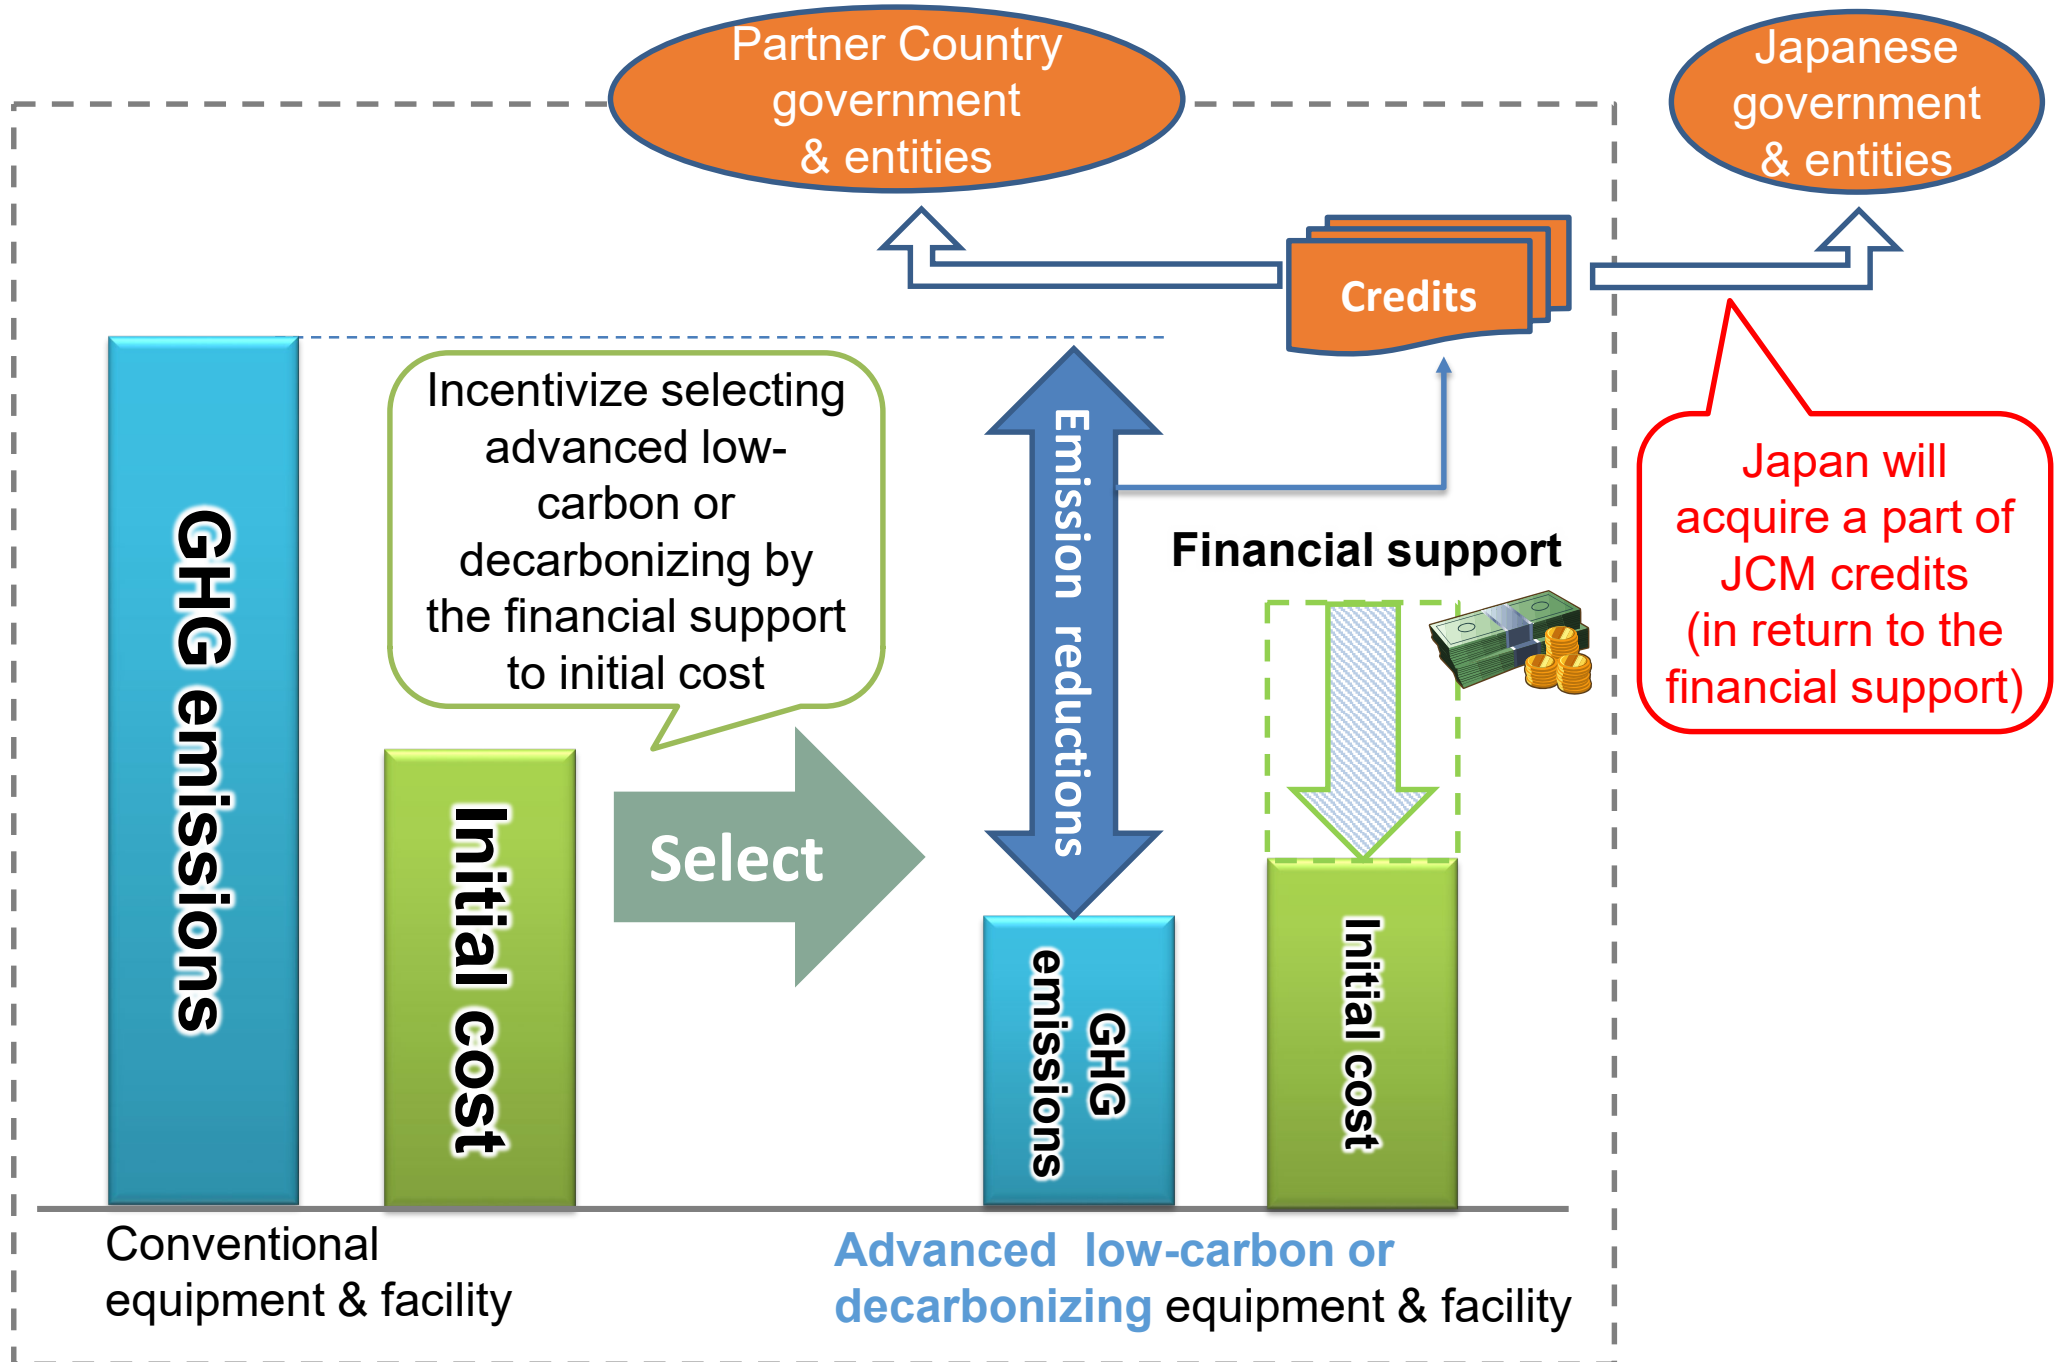 Partner Country
government
& entities
Japanese
government
& entities
Credits
Incentivize selecting
advanced low-
carbon or
decarbonizing by
the financial support
to initial cost
Emission reductions
Financial support
Japan will
acquire a part of
JCM credits
(in return to the
financial support)
GHG emissions
Initial cost
Select
GHG
emissions
Initial cost
Conventional
equipment & facility
Advanced low-carbon or
decarbonizing equipment & facility